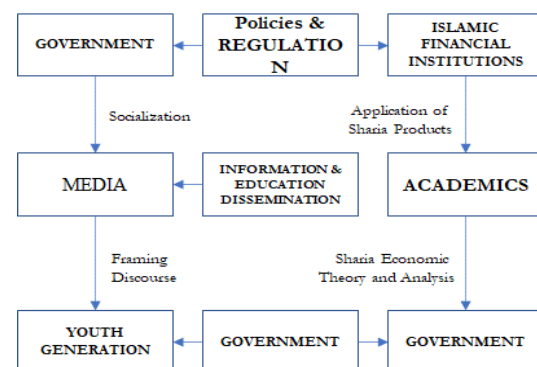 GOVERNMENT
Policies &
REGULATIO
N
ISLAMIC
FINANCIAL
INSTITUTIONS
Socialization
Application of
Sharia Products
MEDIA
INFORMATION &
EDUCATION
DISSEMINATION
ACADEMICS
Framing
Discourse
Sharia Economic
Theory and Analysis
YOUTH
GENERATION
GOVERNMENT
GOVERNMENT